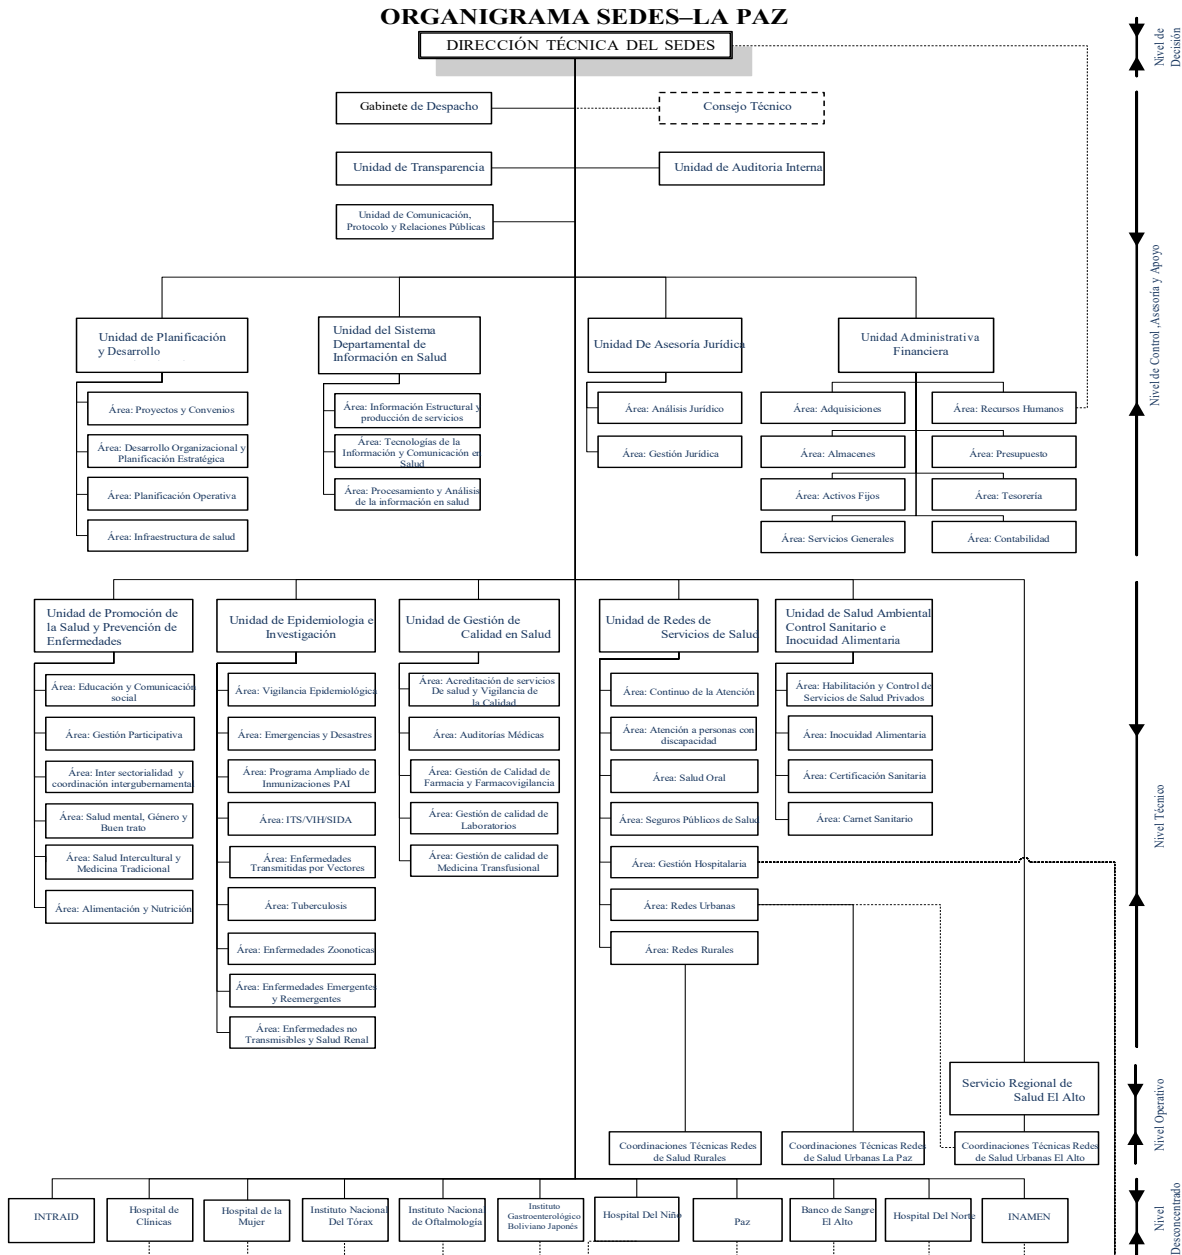 ORGANIGRAMA SEDES–LA PAZ
DIRECCIÓN TÉCNICA DEL SEDES
Nivel de
Decisión
Gabinete de Despacho
Consejo Técnico
Unidad de Transparencia
Unidad de Auditoria Interna
Unidad de Comunicación,
Protocolo y Relaciones Públicas
Nivel de Control ,Asesoría y Apoyo
Unidad de Planificación
y Desarrollo
Unidad del Sistema
Departamental de
Información en Salud
Unidad De Asesoría Jurídica
Unidad Administrativa
Financiera
Área: Proyectos y Convenios
Área: Desarrollo Organizacional y
Planificación Estratégica
Área: Planificación Operativa
Área: Infraestructura de salud
Área: Información Estructural y
producción de servicios
Área: Tecnologías de la
Información y Comunicación en
Salud
Área: Procesamiento y Análisis
de la información en salud
Área: Análisis Jurídico
Área: Gestión Jurídica
Área: Adquisiciones
Área: Recursos Humanos
Área: Almacenes
Área: Presupuesto
Área: Activos Fijos
Área: Tesorería
Área: Servicios Generales
Área: Contabilidad
Unidad de Promoción de
la Salud y Prevención de
Enfermedades
Unidad de Epidemiologia e
Investigación
Unidad de Gestión de
Calidad en Salud
Unidad de Redes de
Servicios de Salud
Unidad de Salud Ambiental
Control Sanitario e
Inocuidad Alimentaria
Área: Educación y Comunicación
social
Área: Gestión Participativa
Área: Inter sectorialidad y
coordinación intergubernamental
Área: Salud mental, Género y
Buen trato
Área: Salud Intercultural y
Medicina Tradicional
Área: Alimentación y Nutrición
Área: Vigilancia Epidemiológica
Área: Emergencias y Desastres
Área: Programa Ampliado de
Inmunizaciones PAI
Área: ITS/VIH/SIDA
Área: Enfermedades
Transmitidas por Vectores
Área: Tuberculosis
Área: Enfermedades Zoonoticas
Área: Enfermedades Emergentes
y Reemergentes
Área: Enfermedades no
Transmisibles y Salud Renal
Área: Acreditación de servicios
De salud y Vigilancia de
la Calidad
Área: Auditorías Médicas
Área: Gestión de Calidad de
Farmacia y Farmacovigilancia
Área: Gestión de calidad de
Laboratorios
Área: Gestión de calidad de
Medicina Transfusional
Área: Continuo de la Atención
Área: Atención a personas con
discapacidad
Área: Salud Oral
Área: Seguros Públicos de Salud
Área: Gestión Hospitalaria
Área: Redes Urbanas
Área: Redes Rurales
Área: Habilitación y Control de
Servicios de Salud Privados
Área: Inocuidad Alimentaria
Área: Certificación Sanitaria
Área: Carnet Sanitario
Nivel Técnico
Servicio Regional de
Salud El Alto
Nivel Operativo
Coordinaciones Técnicas Redes
de Salud Rurales
Coordinaciones Técnicas Redes
de Salud Urbanas La Paz
Coordinaciones Técnicas Redes
de Salud Urbanas El Alto
INTRAID
Hospital de
Clínicas
Hospital de la
Mujer
Instituto Nacional
Del Tórax
Instituto Nacional
de Oftalmología
Instituto
Gastroenterológico
Boliviano Japonés
Hospital Del Niño
Paz
Banco de Sangre
El Alto
Hospital Del Norte
INAMEN
Nivel
Desconcentrado